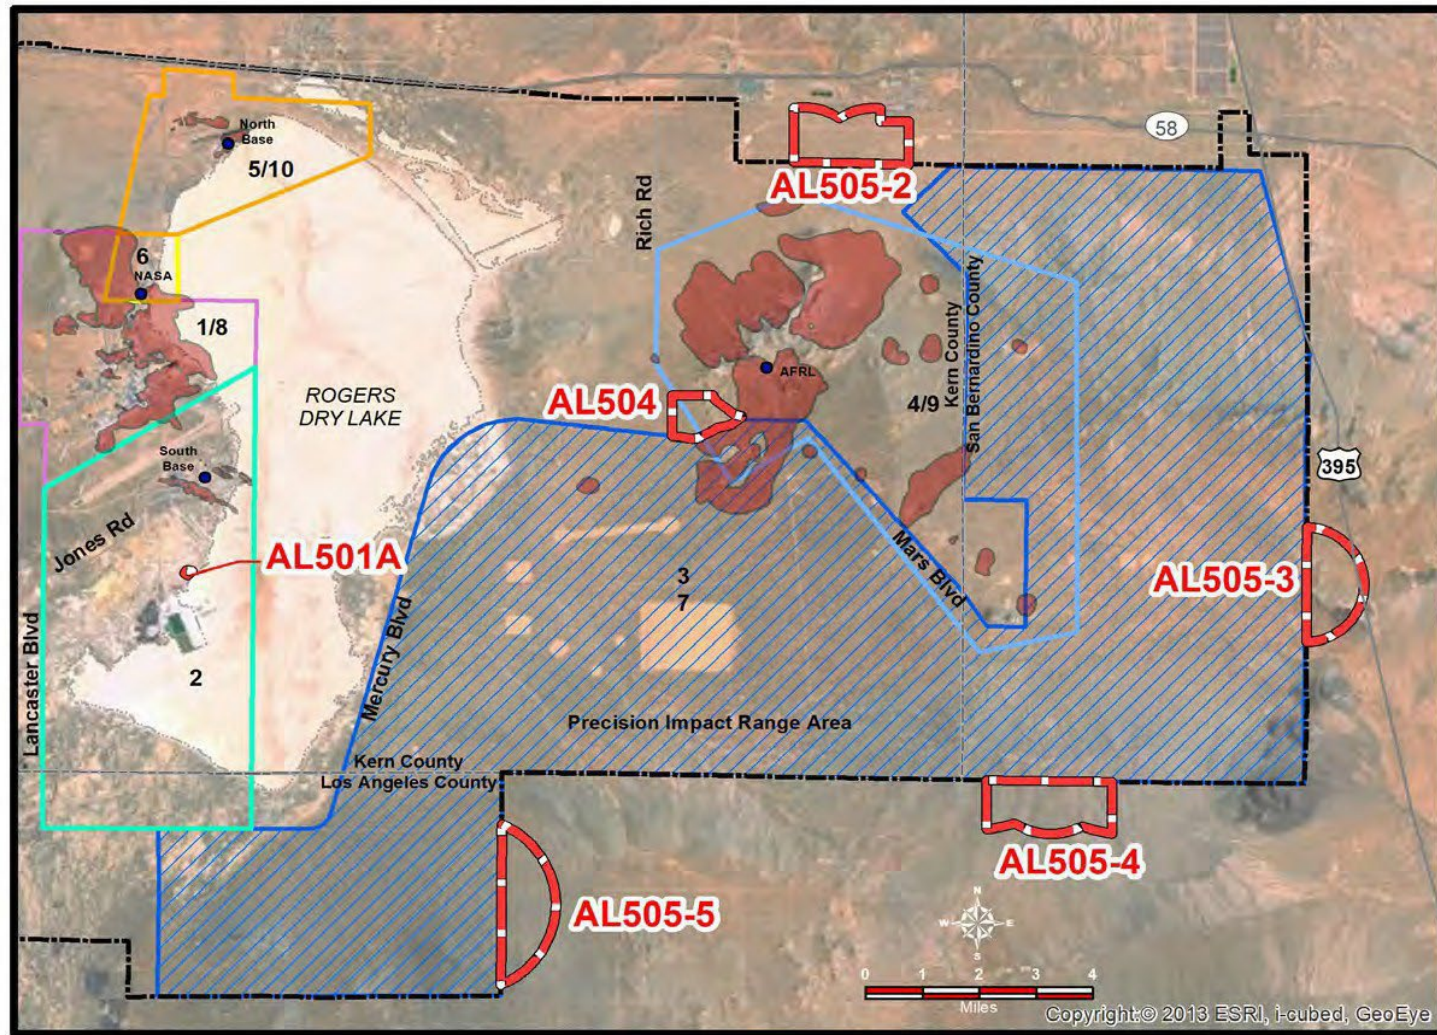 58
North
Base
5/10
AL505-2
Rich Rd
6
NASA
1/8
ROGERS
DRY LAKE
Kern County
San Bernardino County
AFRL
AL504
4/9
395
South
Base
Jones Rd
AL501A
Mars Blvd
AL505-3
3
7
Lancaster Blvd
Mercury Blvd
2
Precision Impact Range Area
Kern County
Los Angeles County
AL505-4
AL505-5
N
W E
S
0 1 2 3 4
Miles
Copyright:© 2013 ESRI, i-cubed, GeoEye